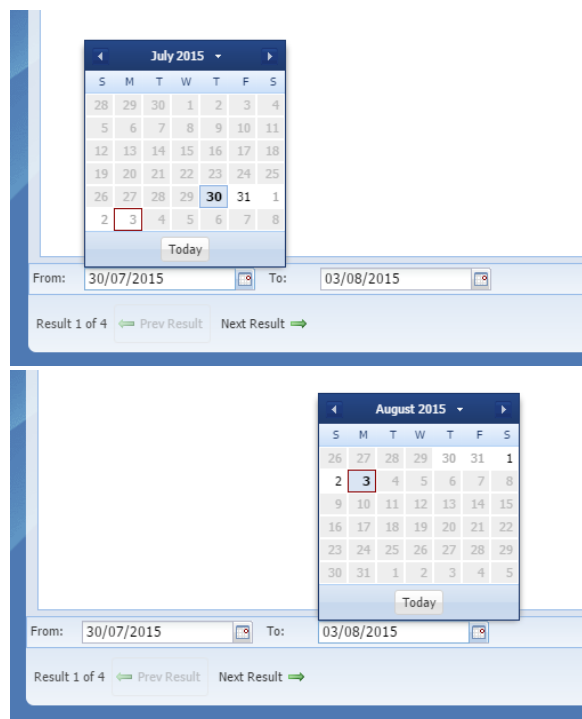 July 2015
S M T W T F S
28 29 30 1 2 3 4
5 6 7 8 9 10 11
12 13 14 15 16 17 18
19 20 21 22 23 24 25
26 27 28 29 30 31 1
2 3 4 5 6 7 8
Today
From: 30/07/2015 To: 03/08/2015
Result 1 of 4 Prev Result Next Result
August 2015
S M T W T F S
26 27 28 29 30 31 1
2 3 4 5 6 7 8
9 10 11 12 13 14 15
16 17 18 19 20 21 22
23 24 25 26 27 28 29
30 31 1 2 3 4 5
Today
From: 30/07/2015 To: 03/08/2015
Result 1 of 4 Prev Result Next Result